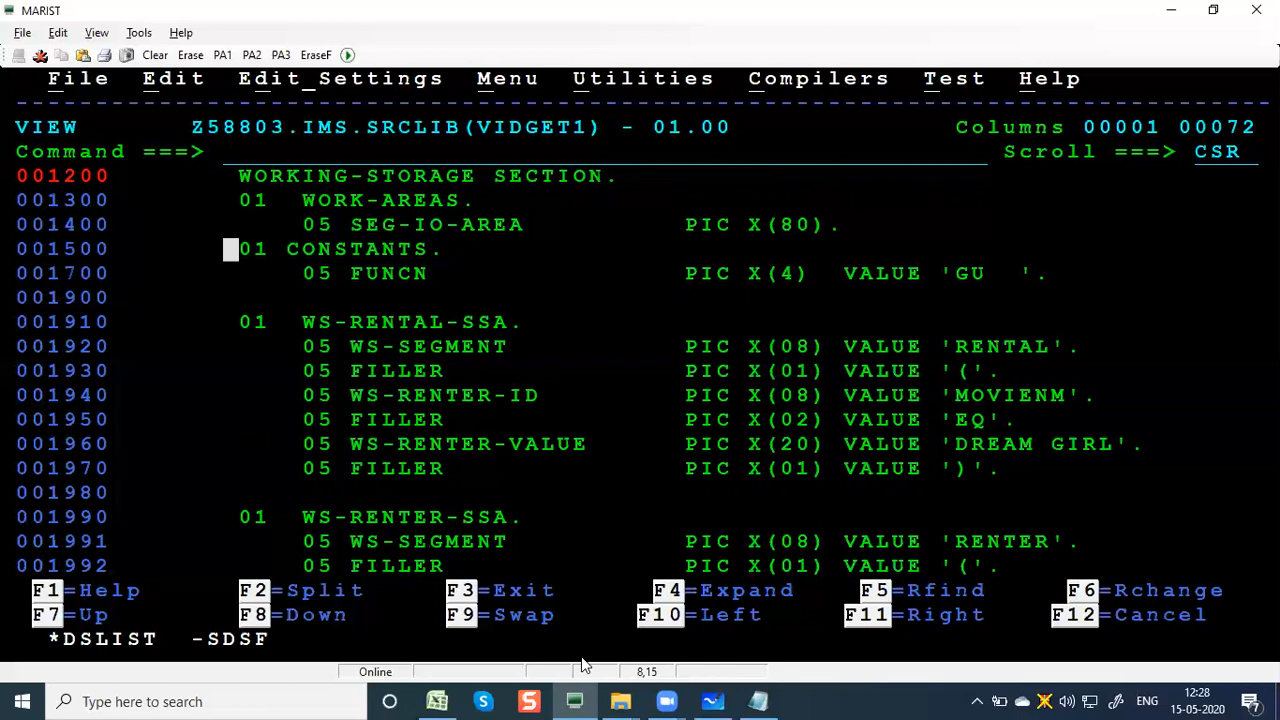 MARIST
File Edit View Tools Help
Clear Erase PA1 PA2 PA3 EraseF
File Edit Edit_Settings Menu Utilities Compilers Test Help
VIEW Z58803.IMS.SRCLIB(VIDGET1) - 01.00 Columns 00001 00072
Command ===> Scroll ===> CSR
001200 WORKING-STORAGE SECTION.
001300 01 WORK-AREAS.
001400 05 SEG-IO-AREA PIC X(80).
001500 01 CONSTANTS.
001700 05 FUNCN PIC X(4) VALUE 'GU  '.
001900
001910 01 WS-RENTAL-SSA.
001920 05 WS-SEGMENT PIC X(08) VALUE 'RENTAL'.
001930 05 FILLER PIC X(01) VALUE '('.
001940 05 WS-RENTER-ID PIC X(08) VALUE 'MOVIENM'.
001950 05 FILLER PIC X(02) VALUE 'EQ'.
001960 05 WS-RENTER-VALUE PIC X(20) VALUE 'DREAM GIRL'.
001970 05 FILLER PIC X(01) VALUE ')'.
001980
001990 01 WS-RENTER-SSA.
001991 05 WS-SEGMENT PIC X(08) VALUE 'RENTER'.
001992 05 FILLER PIC X(01) VALUE '('.
F1=Help F2=Split F3=Exit F4=Expand F5=Rfind F6=Rchange
F7=Up F8=Down F9=Swap F10=Left F11=Right F12=Cancel
*DSLIST -SDSF
Online 8,15
Type here to search ENG 12:28
15-05-2020 7